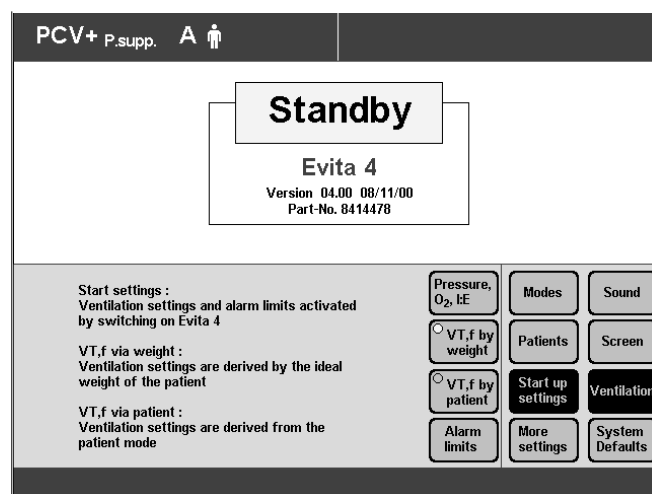 PCV+ P.supp. A
Standby
Evita 4
Version 04.00 08/11/00
Part-No. 8414478
Start settings :
Ventilation settings and alarm limits activated
by switching on Evita 4
VT,f via weight :
Ventilation settings are derived by the ideal
weight of the patient
VT,f via patient :
Ventilation settings are derived from the
patient mode
Pressure,
O2, I:E
Modes
Sound
VT,f by
weight
Patients
Screen
VT,f by
patient
Start up
settings
Ventilation
Alarm
limits
More
settings
System
Defaults